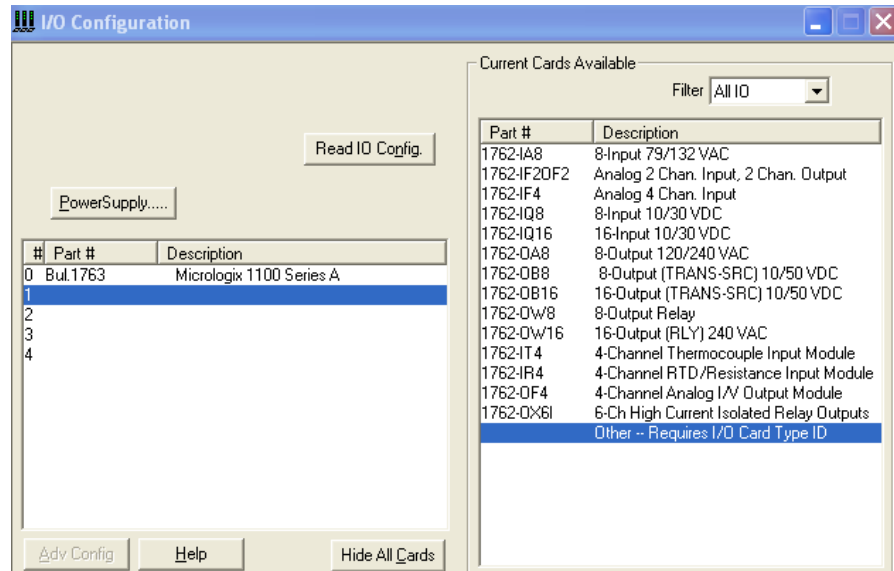 I/O Configuration
Read IO Config.
PowerSupply.....
# Part # Description
0 Bul.1763 Micrologix 1100 Series A
1
2
3
4
Adv Config Help Hide All Cards
Current Cards Available
Filter All IO
Part # Description
1762-IA8 8-Input 79/132 VAC
1762-IF2OF2 Analog 2 Chan. Input, 2 Chan. Output
1762-IF4 Analog 4 Chan. Input
1762-IQ8 8-Input 10/30 VDC
1762-IQ16 16-Input 10/30 VDC
1762-OA8 8-Output 120/240 VAC
1762-OB8 8-Output (TRANS-SRC) 10/50 VDC
1762-OB16 16-Output (TRANS-SRC) 10/50 VDC
1762-OW8 8-Output Relay
1762-OW16 16-Output (RLY) 240 VAC
1762-IT4 4-Channel Thermocouple Input Module
1762-IR4 4-Channel RTD/Resistance Input Module
1762-OF4 4-Channel Analog I/V Output Module
1762-OX6I 6-Ch High Current Isolated Relay Outputs
Other -- Requires I/O Card Type ID